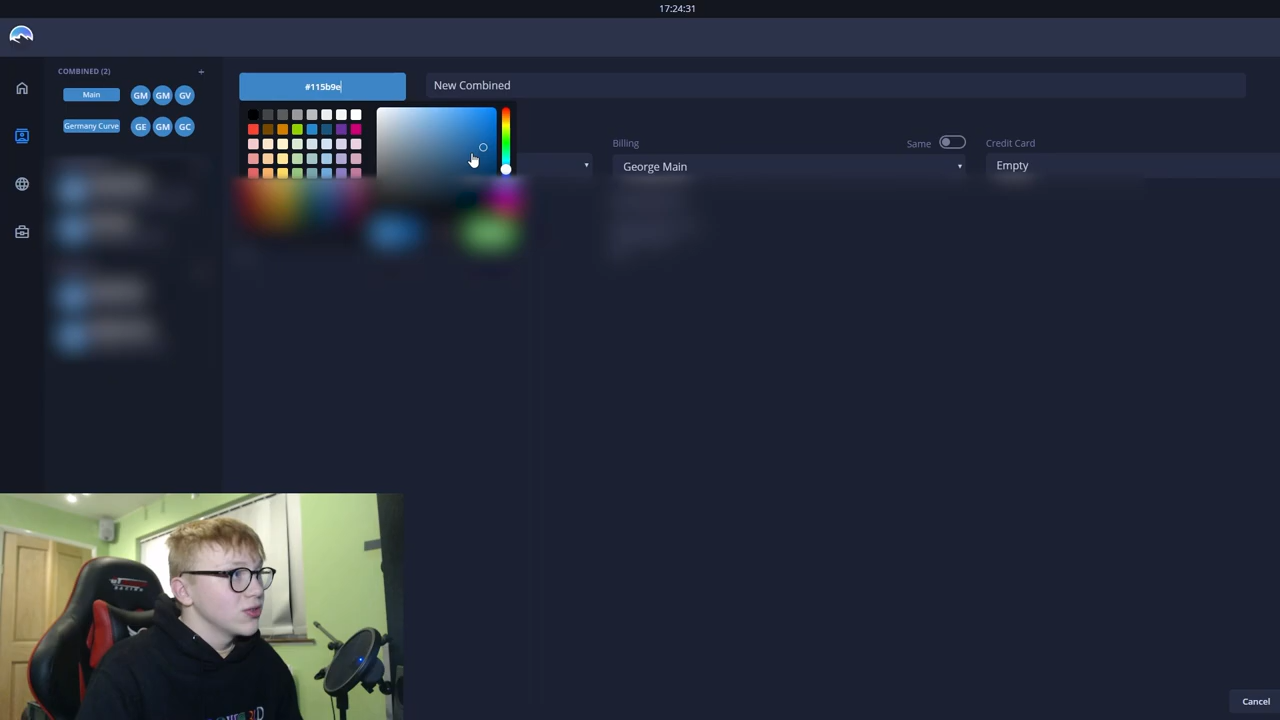 17:24:31
COMBINED (2)
+
#115b9e
New Combined
Main
GM GM GV
Germany Curve
GE GM GC
Billing
Same
Credit Card
George Main
Empty
Cancel